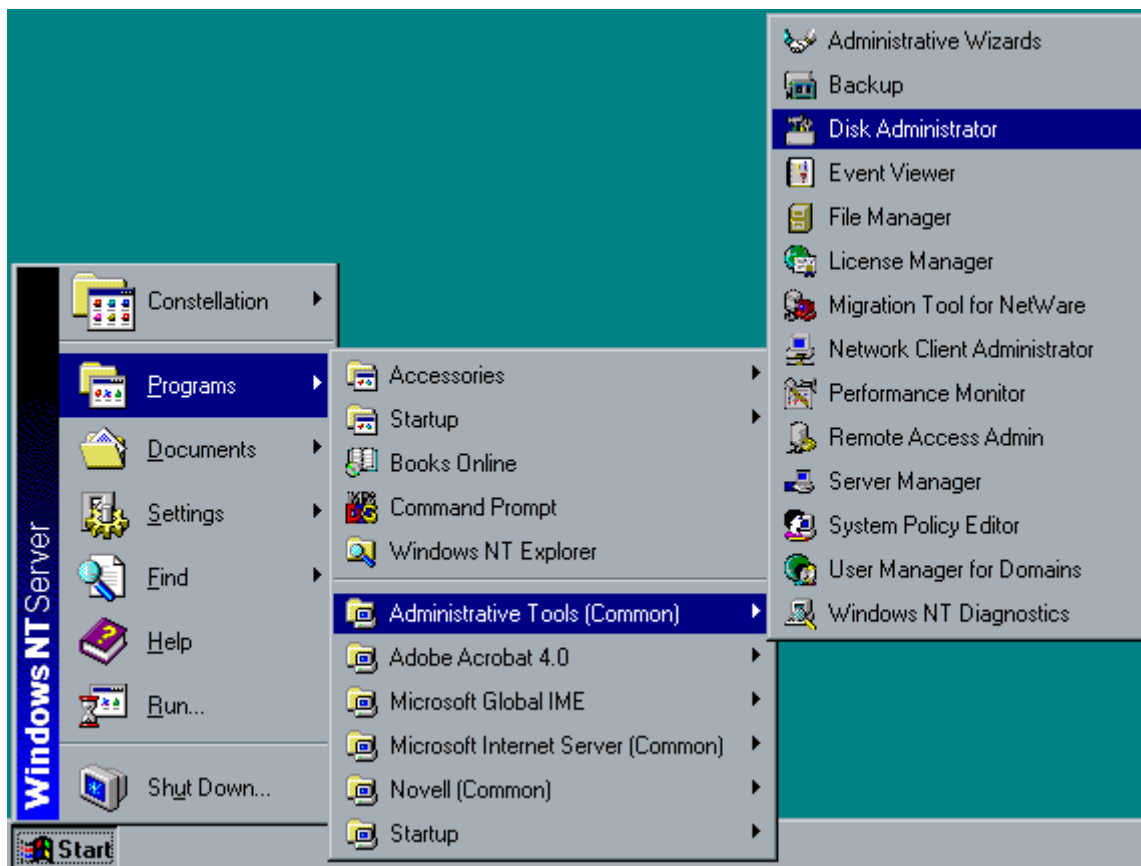 Administrative Wizards
Backup
Disk Administrator
Event Viewer
File Manager
License Manager
Migration Tool for NetWare
Network Client Administrator
Performance Monitor
Remote Access Admin
Server Manager
System Policy Editor
User Manager for Domains
Windows NT Diagnostics
Constellation
Programs
Documents
Settings
Find
Help
Run...
Shut Down...
Windows NT Server
Accessories
Startup
Books Online
Command Prompt
Windows NT Explorer
Administrative Tools (Common)
Adobe Acrobat 4.0
Microsoft Global IME
Microsoft Internet Server (Common)
Novell (Common)
Startup
Start